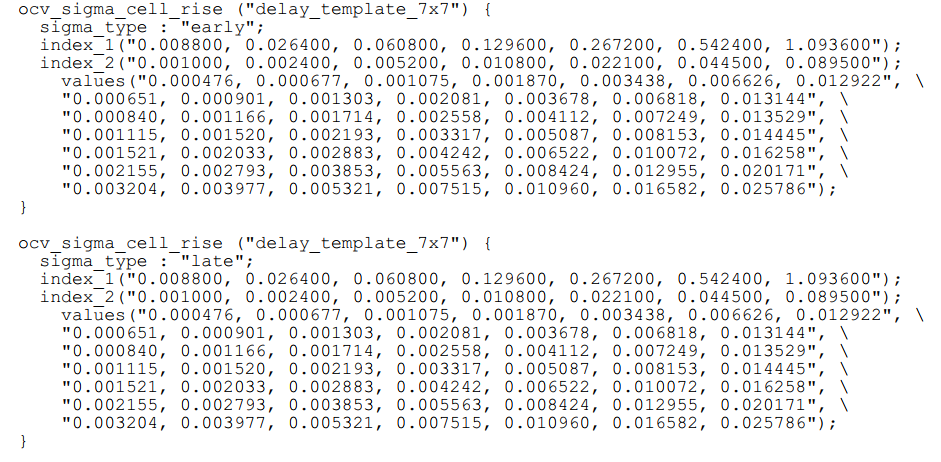 ocv_sigma_cell_rise ("delay_template_7x7") {
sigma_type : "early";
index_1("0.008800, 0.026400, 0.060800, 0.129600, 0.267200, 0.542400, 1.093600");
index_2("0.001000, 0.002400, 0.005200, 0.010800, 0.022100, 0.044500, 0.089500");
values("0.000476, 0.000677, 0.001075, 0.001870, 0.003438, 0.006626, 0.012922", \
"0.000651, 0.000901, 0.001303, 0.002081, 0.003678, 0.006818, 0.013144", \
"0.000840, 0.001166, 0.001714, 0.002558, 0.004112, 0.007249, 0.013529", \
"0.001115, 0.001520, 0.002193, 0.003317, 0.005087, 0.008153, 0.014445", \
"0.001521, 0.002033, 0.002883, 0.004242, 0.006522, 0.010072, 0.016258", \
"0.002155, 0.002793, 0.003853, 0.005563, 0.008424, 0.012955, 0.020171", \
"0.003204, 0.003977, 0.005321, 0.007515, 0.010960, 0.016582, 0.025786");
}
ocv_sigma_cell_rise ("delay_template_7x7") {
sigma_type : "late";
index_1("0.008800, 0.026400, 0.060800, 0.129600, 0.267200, 0.542400, 1.093600");
index_2("0.001000, 0.002400, 0.005200, 0.010800, 0.022100, 0.044500, 0.089500");
values("0.000476, 0.000677, 0.001075, 0.001870, 0.003438, 0.006626, 0.012922", \
"0.000651, 0.000901, 0.001303, 0.002081, 0.003678, 0.006818, 0.013144", \
"0.000840, 0.001166, 0.001714, 0.002558, 0.004112, 0.007249, 0.013529", \
"0.001115, 0.001520, 0.002193, 0.003317, 0.005087, 0.008153, 0.014445", \
"0.001521, 0.002033, 0.002883, 0.004242, 0.006522, 0.010072, 0.016258", \
"0.002155, 0.002793, 0.003853, 0.005563, 0.008424, 0.012955, 0.020171", \
"0.003204, 0.003977, 0.005321, 0.007515, 0.010960, 0.016582, 0.025786");
}